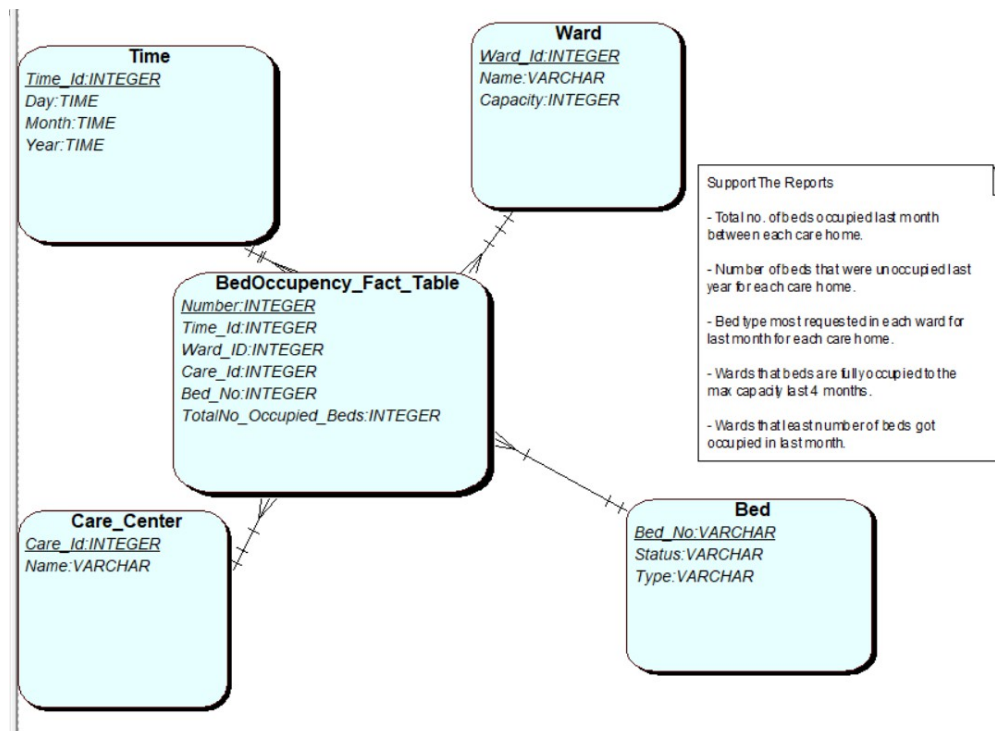 Time
Time_Id:INTEGER
Day:TIME
Month:TIME
Year:TIME
Ward
Ward_Id:INTEGER
Name:VARCHAR
Capacity:INTEGER
Support The Reports
- Total no. of beds occupied last month
between each care home.
- Number of beds that were unoccupied last
year for each care home.
- Bed type most requested in each ward for
last month for each care home.
- Wards that beds are fully occupied to the
max capacity last 4 months.
- Wards that least number of beds got
occupied in last month.
BedOccupency_Fact_Table
Number:INTEGER
Time_Id:INTEGER
Ward_ID:INTEGER
Care_Id:INTEGER
Bed_No:INTEGER
TotalNo_Occupied_Beds:INTEGER
Care_Center
Care_Id:INTEGER
Name:VARCHAR
Bed
Bed_No:VARCHAR
Status:VARCHAR
Type:VARCHAR